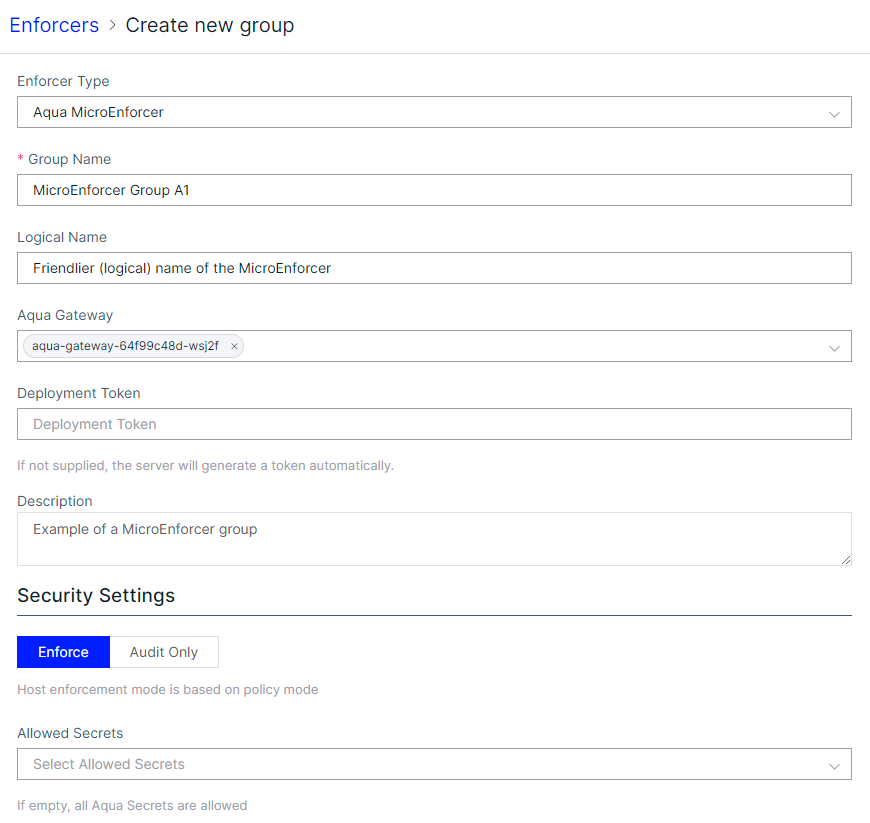 Enforcers > Create new group
Enforcer Type
Aqua MicroEnforcer
* Group Name
MicroEnforcer Group A1
Logical Name
Friendlier (logical) name of the MicroEnforcer
Aqua Gateway
aqua-gateway-64f99c48d-wsj2f ×
Deployment Token
Deployment Token
If not supplied, the server will generate a token automatically.
Description
Example of a MicroEnforcer group
Security Settings
Enforce Audit Only
Host enforcement mode is based on policy mode
Allowed Secrets
Select Allowed Secrets
If empty, all Aqua Secrets are allowed